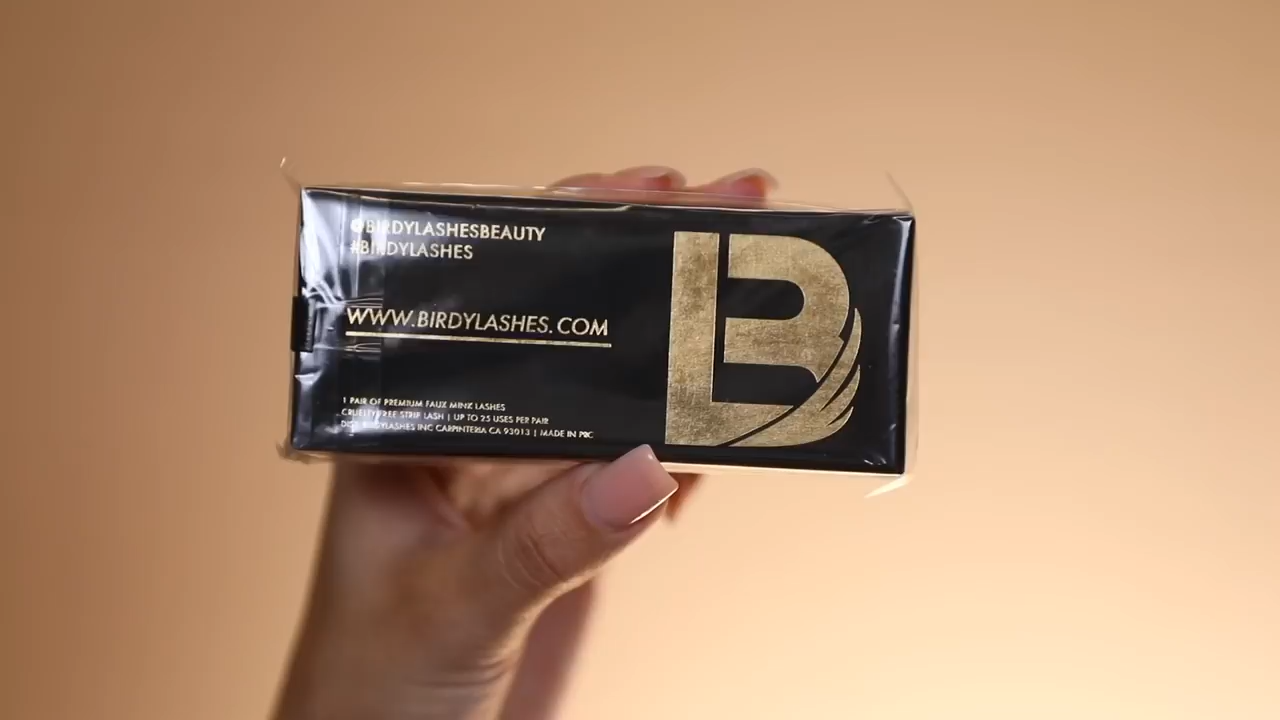 @BIRDYLASHESBEAUTY
#BIRDYLASHES
WWW.BIRDYLASHES.COM
1 PAIR OF PREMIUM FAUX MINK LASHES
CRUELTY FREE STRIP LASH | UP TO 25 USES PER PAIR
DIST. BIRDYLASHES INC CARPINTERIA CA 93013 | MADE IN PRC
B